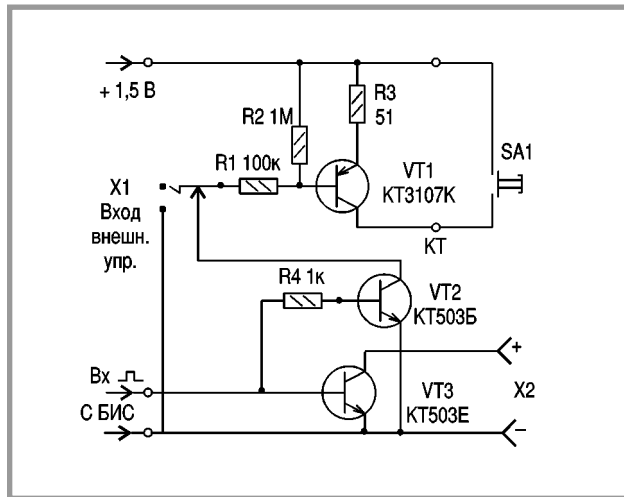 + 1,5 В
R2 1М
R3
51
R1 100к
VT1
КТ3107К
SA1
X1
Вход
внешн.
упр.
КТ
R4 1к
VT2
КТ503Б
Вх
+
VT3
КТ503Е
X2
С БИС
–